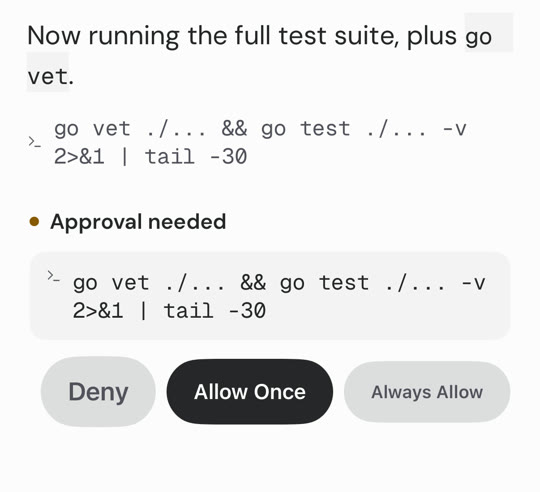 Now running the full test suite, plus go
vet.
>_ go vet ./... && go test ./... -v
2>&1 | tail -30
Approval needed
>_ go vet ./... && go test ./... -v
2>&1 | tail -30
Deny
Allow Once
Always Allow